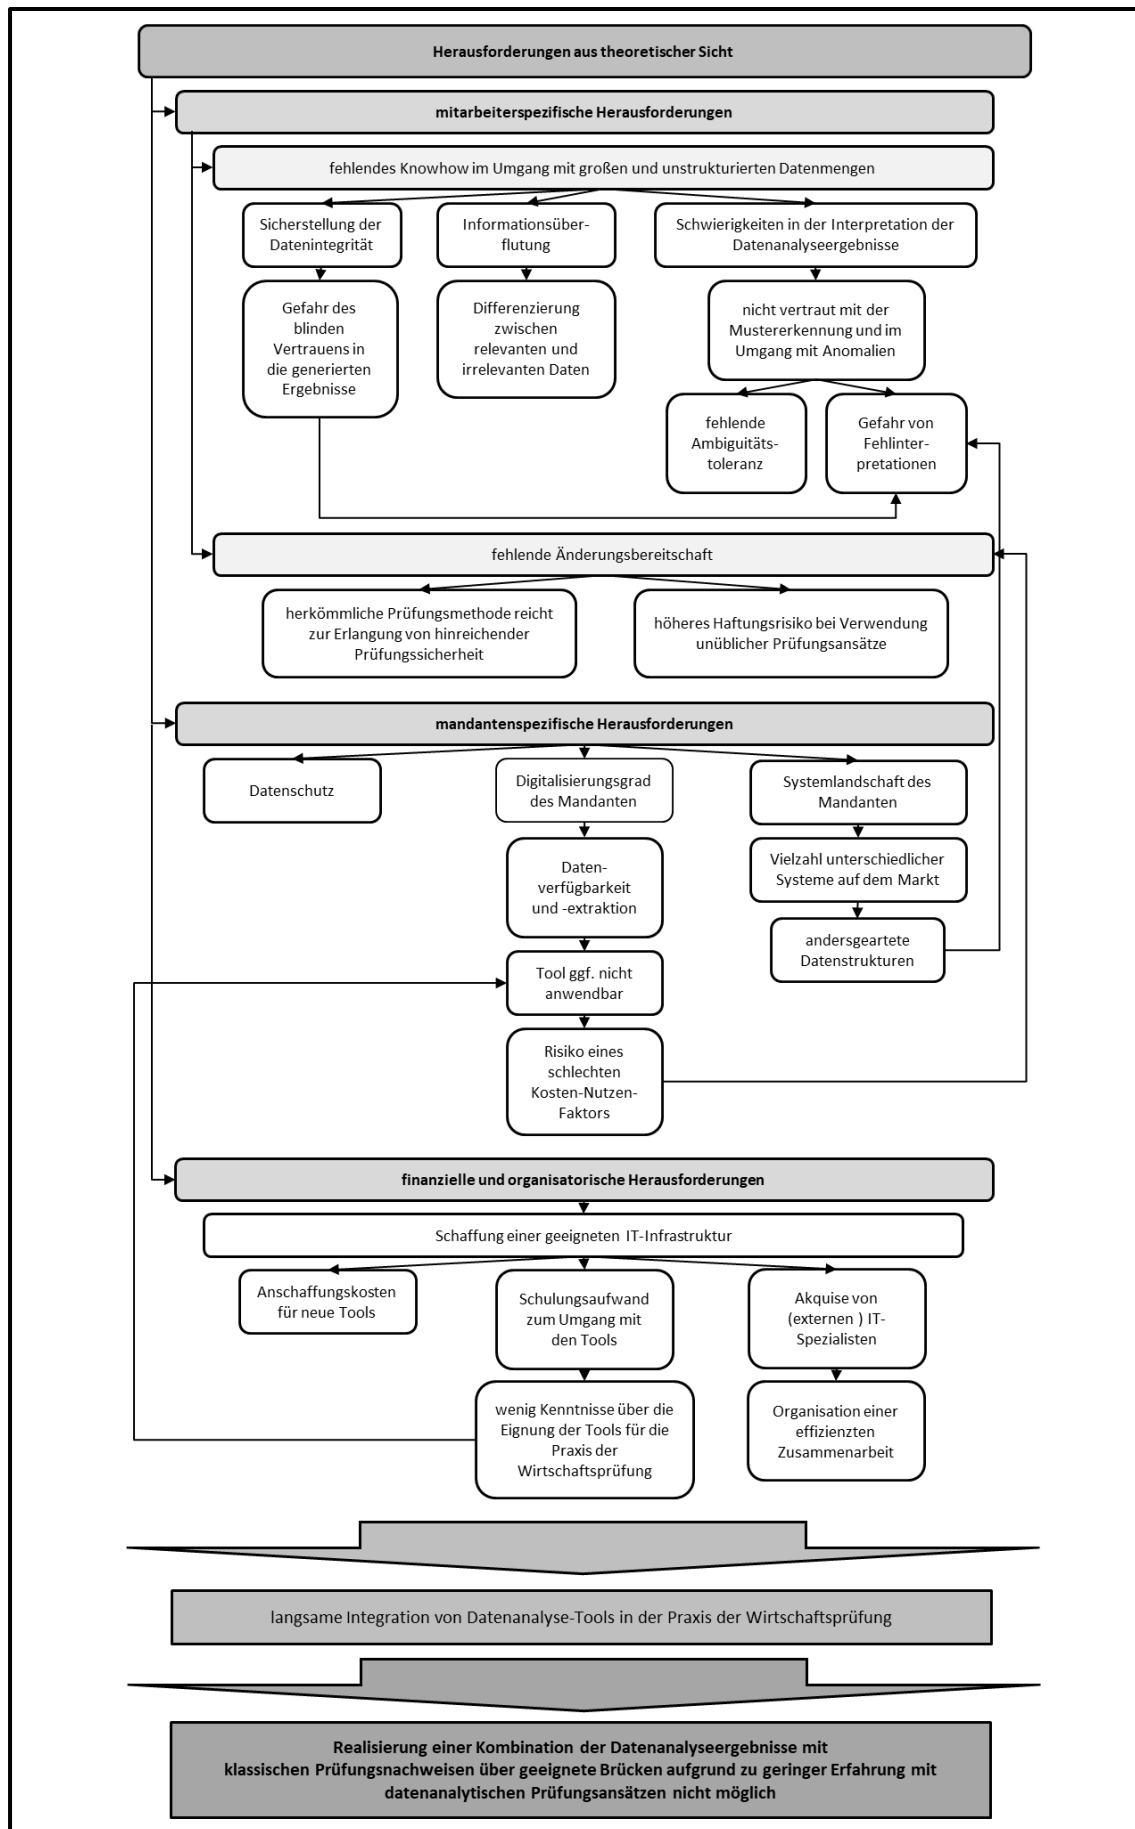 Herausforderungen aus theoretischer Sicht
mitarbeiterspezifische Herausforderungen
fehlendes Knowhow im Umgang mit großen und unstrukturierten Datenmengen
Sicherstellung der
Datenintegrität
Informationsüber-
flutung
Schwierigkeiten in der Interpretation der
Datenanalyseergebnisse
Gefahr des
blinden
Vertrauens in
die generierten
Ergebnisse
Differenzierung
zwischen
relevanten und
irrelevanten Daten
nicht vertraut mit der
Mustererkennung und im
Umgang mit Anomalien
fehlende
Ambiguitäts-
toleranz
Gefahr von
Fehlinter-
pretationen
fehlende Änderungsbereitschaft
herkömmliche Prüfungsmethode reicht
zur Erlangung von hinreichender
Prüfungssicherheit
höheres Haftungsrisiko bei Verwendung
unüblicher Prüfungsansätze
mandantenspezifische Herausforderungen
Datenschutz
Digitalisierungsgrad
des Mandanten
Systemlandschaft des
Mandanten
Daten-
verfügbarkeit
und -extraktion
Vielzahl unterschiedlicher
Systeme auf dem Markt
andersgeartete
Datenstrukturen
Tool ggf. nicht
anwendbar
Risiko eines
schlechten
Kosten-Nutzen-
Faktors
finanzielle und organisatorische Herausforderungen
Schaffung einer geeigneten IT-Infrastruktur
Anschaffungskosten
für neue Tools
Schulungsaufwand
zum Umgang mit
den Tools
Akquise von
(externen ) IT-
Spezialisten
wenig Kenntnisse über die
Eignung der Tools für die
Praxis der
Wirtschaftsprüfung
Organisation einer
effizienzten
Zusammenarbeit
langsame Integration von Datenanalyse-Tools in der Praxis der Wirtschaftsprüfung
Realisierung einer Kombination der Datenanalyseergebnisse mit
klassischen Prüfungsnachweisen über geeignete Brücken aufgrund zu geringer Erfahrung mit
datenanalytischen Prüfungsansätzen nicht möglich